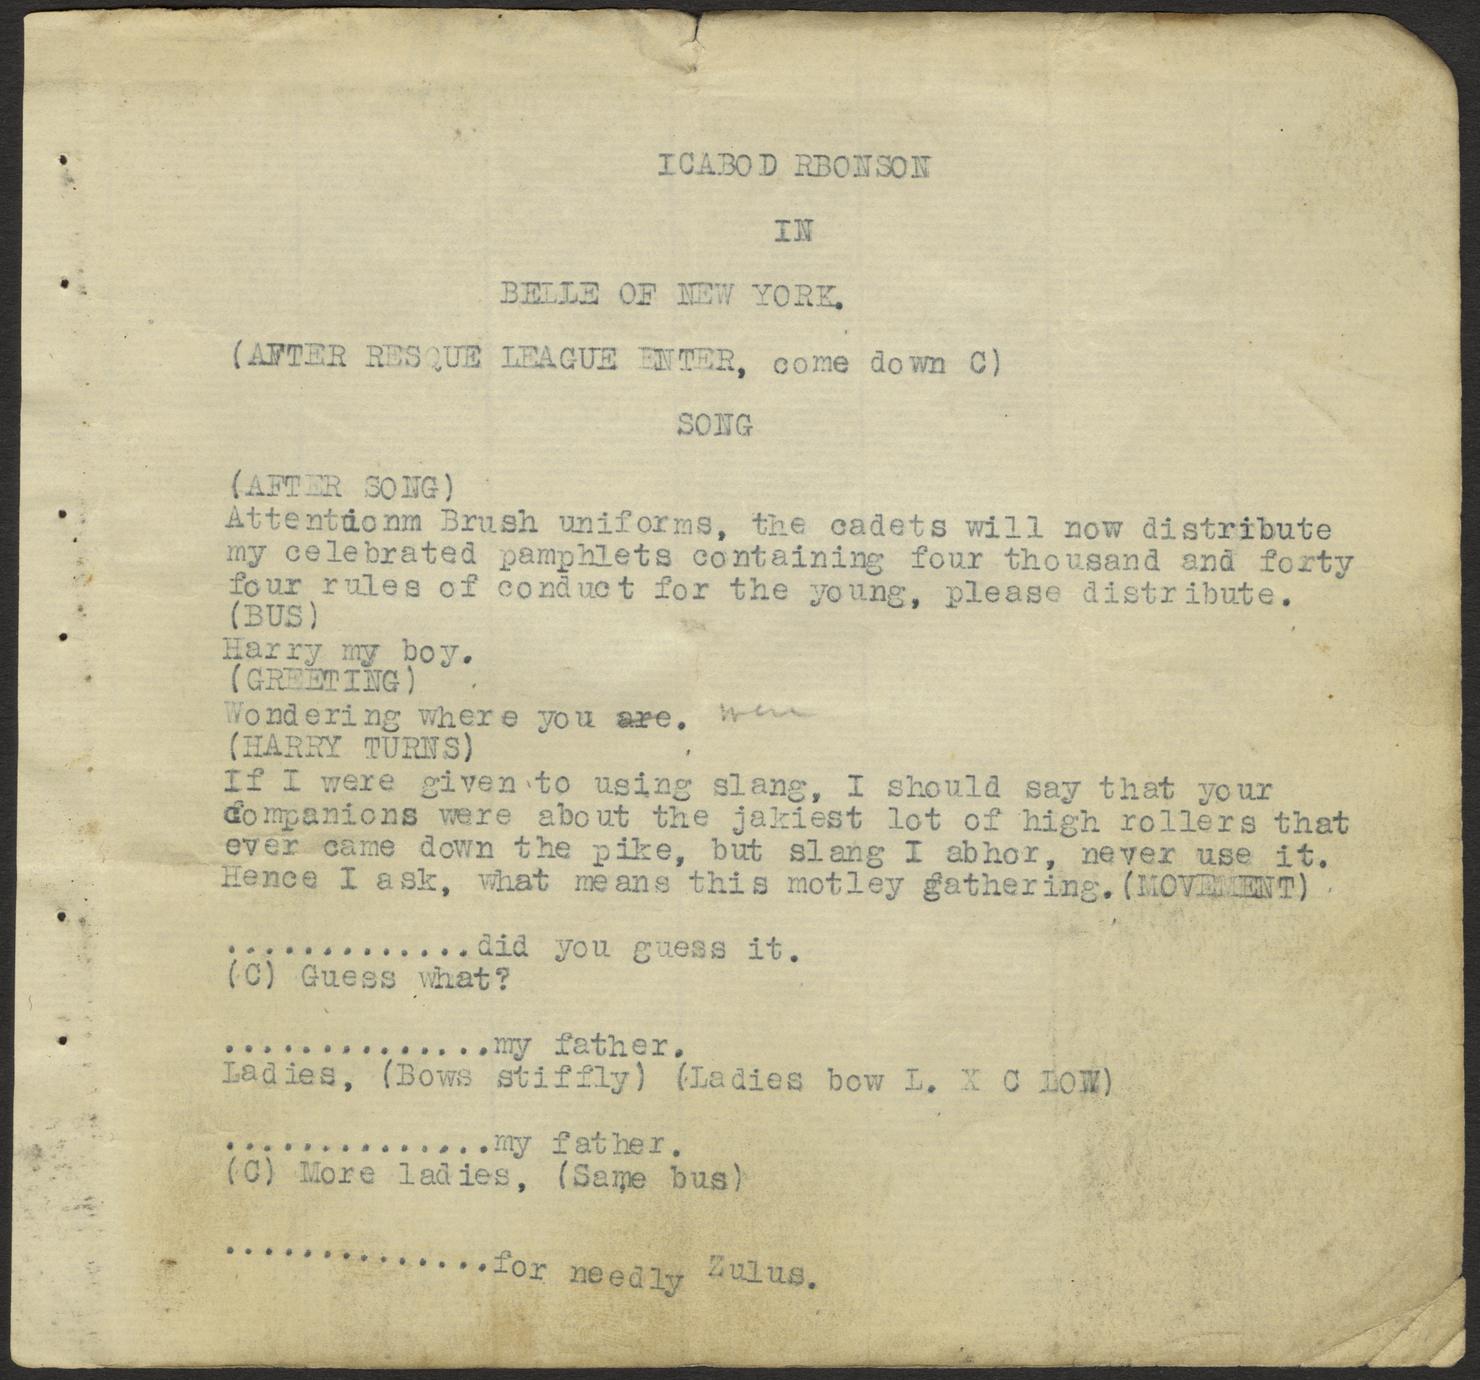 ICABOD RBONSON
IN
BELLE OF NEW YORK.
(AFTER RESQUE LEAGUE ENTER, come down C)
SONG
(AFTER SONG)
Attentionm Brush uniforms, the cadets will now distribute
my celebrated pamphlets containing four thousand and forty
four rules of conduct for the young, please distribute.
(BUS)
Harry my boy.
(GREETING)
Wondering where you are. were
(HARRY TURNS)
If I were given to using slang, I should say that your
companions were about the jakiest lot of high rollers that
ever came down the pike, but slang I abhor, never use it.
Hence I ask, what means this motley gathering.(MOVEMENT)
.............did you guess it.
(C) Guess what?
..............my father.
Ladies, (Bows stiffly) (Ladies bow L. X C LOW)
..............my father.
(C) More ladies, (Same bus)
..............for needly Zulus.